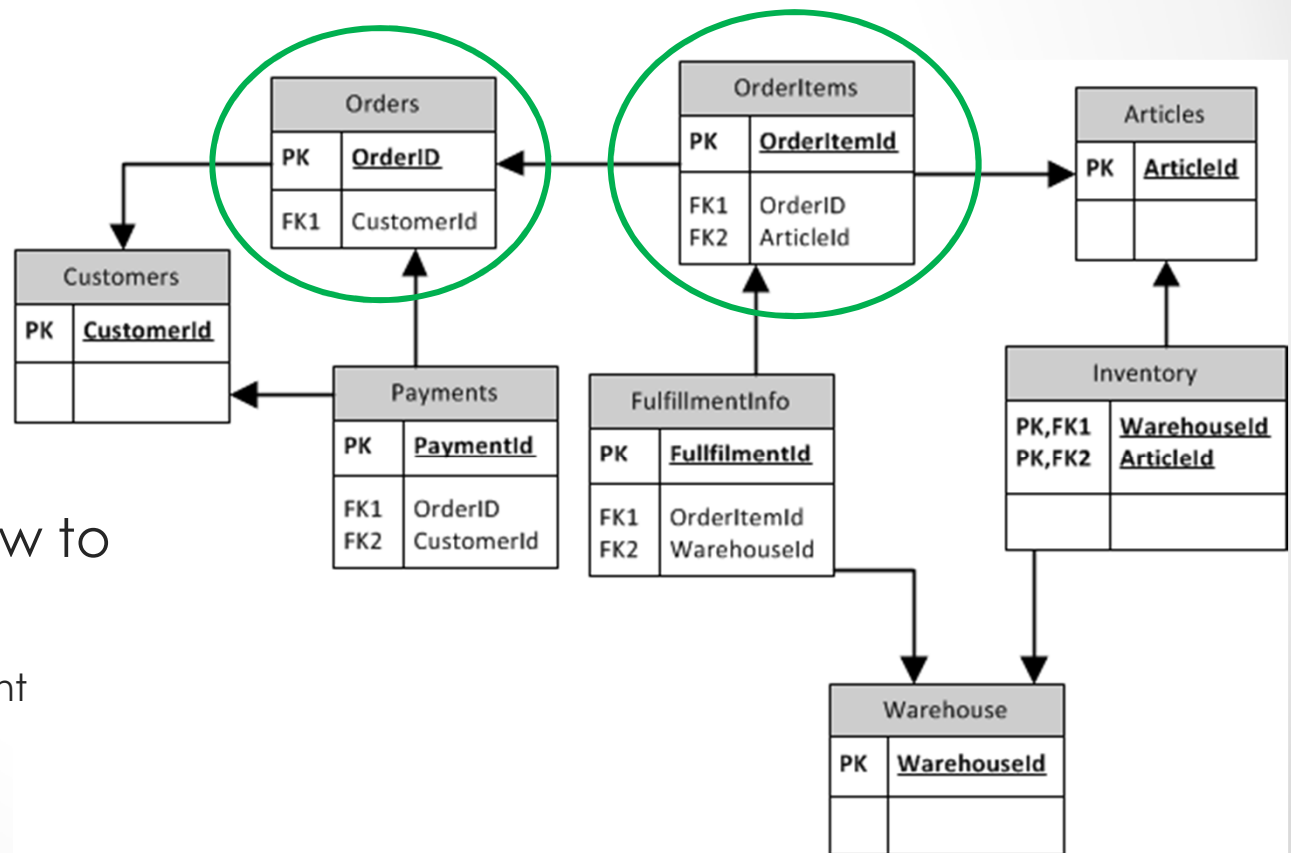 Orders
PK OrderID
FK1 CustomerId
OrderItems
PK OrderItemId
FK1 OrderID
FK2 ArticleId
Articles
PK ArticleId
Customers
PK CustomerId
Payments
PK PaymentId
FK1 OrderID
FK2 CustomerId
FulfillmentInfo
PK FullfilmentId
FK1 OrderItemId
FK2 WarehouseId
Inventory
PK,FK1 WarehouseId
PK,FK2 ArticleId
w to
nt
Warehouse
PK WarehouseId